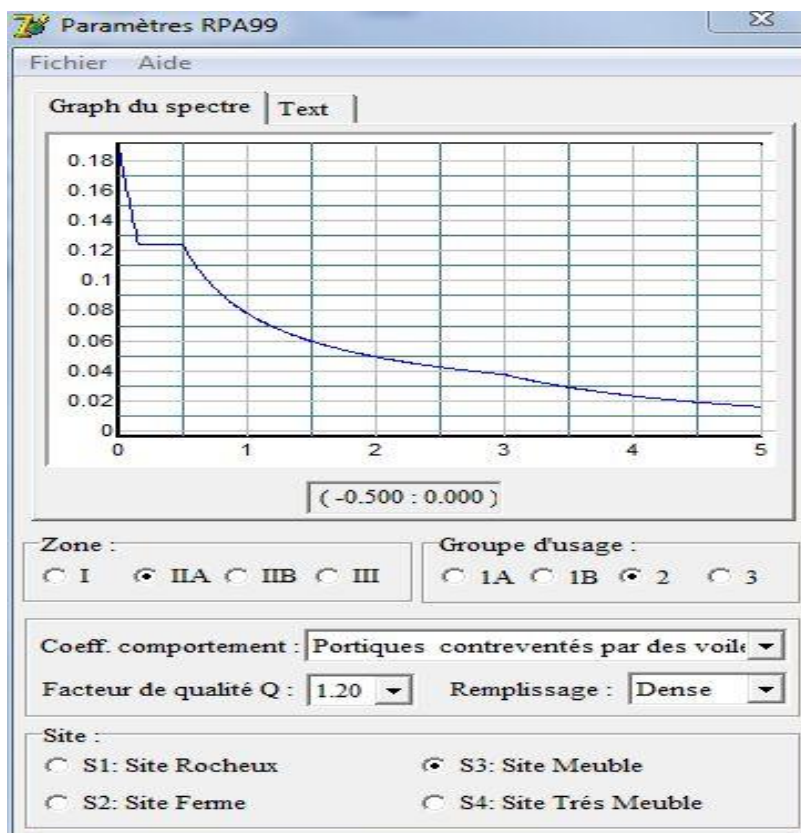 Paramètres RPA99
Fichier Aide
Graph du spectre Text
0.18
0.16
0.14
0.12
0.1
0.08
0.06
0.04
0.02
0
0 1 2 3 4 5
( -0.500 : 0.000 )
Zone : Groupe d'usage :
I IIA IIB III 1A 1B 2 3
Coeff. comportement : Portiques contreventés par des voile
Facteur de qualité Q : 1.20 Remplissage : Dense
Site :
S1: Site Rocheux S3: Site Meuble
S2: Site Ferme S4: Site Trés Meuble